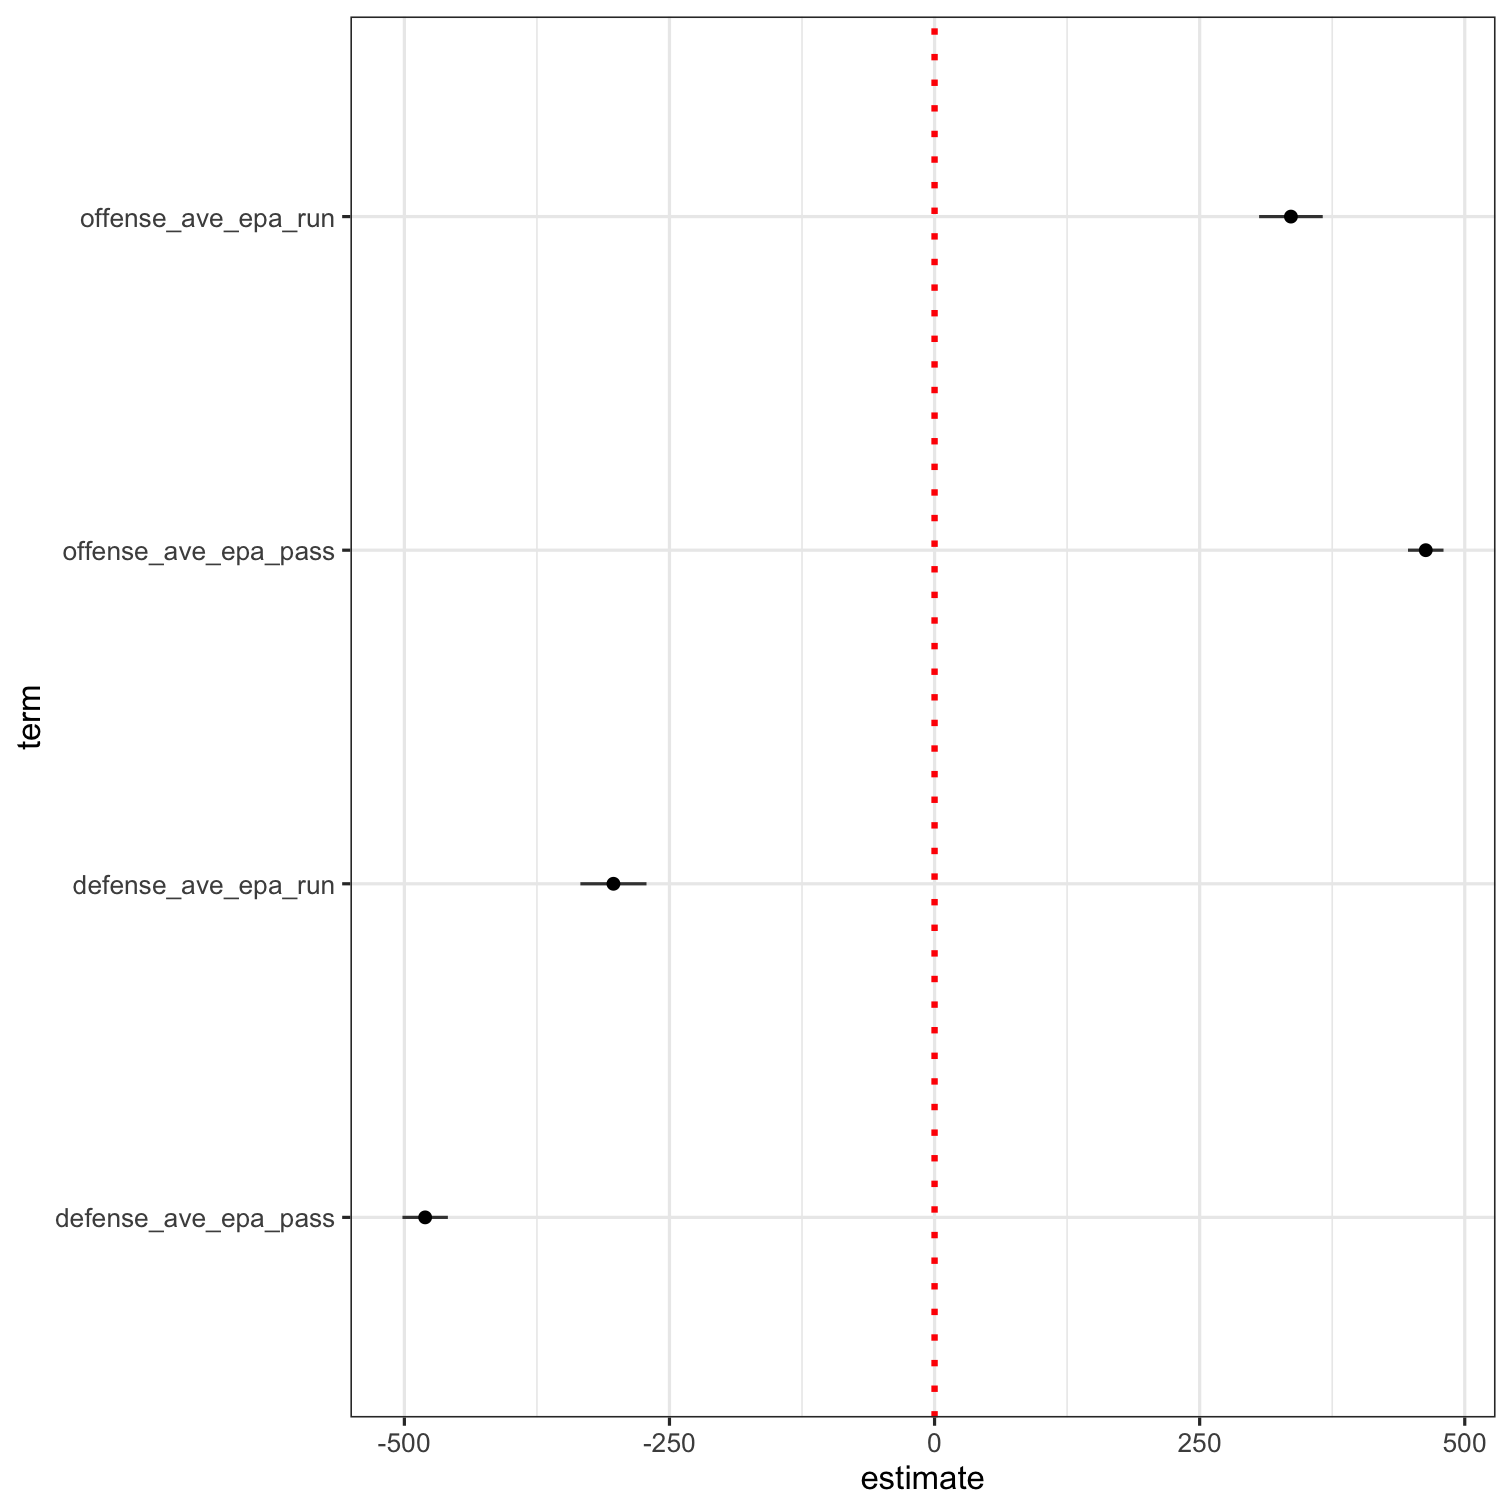 offense_ave_epa_run
offense_ave_epa_pass
term
defense_ave_epa_run
defense_ave_epa_pass
-500 -250 0 250 500
estimate